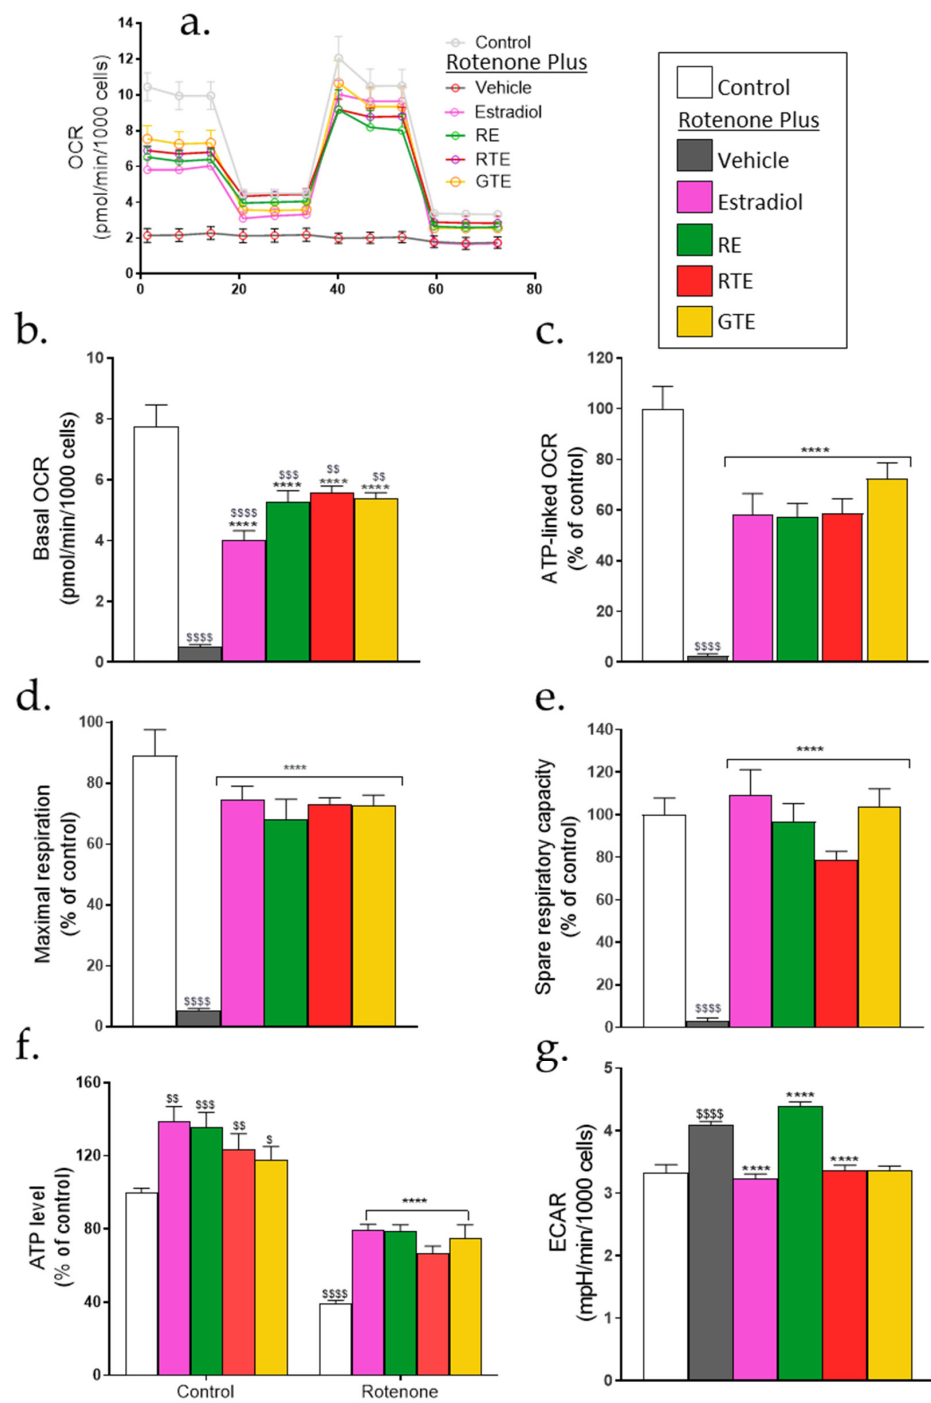 a.
14
12
10
8
6
4
2
0
0 20 40 60 80
OCR
(pmol/min/1000 cells)
Control
Rotenone Plus
Vehicle
Estradiol
RE
RTE
GTE
Control
Rotenone Plus
Vehicle
Estradiol
RE
RTE
GTE
b.
10
8
6
4
2
0
Basal OCR
(pmol/min/1000 cells)
$$$$
$$$$
****
$$$
****
$$
****
$$
****
c.
120
100
80
60
40
20
0
ATP-linked OCR
(% of control)
$$$$
****
d.
100
80
60
40
20
0
Maximal respiration
(% of control)
$$$$
****
e.
140
120
100
80
60
40
20
0
Spare respiratory capacity
(% of control)
$$$$
****
f.
160
120
80
40
0
ATP level
(% of control)
$$
$$$
$$
$
$$$$
****
Control Rotenone
g.
5
4
3
2
1
0
ECAR
(mpH/min/1000 cells)
$$$$
****
****
****